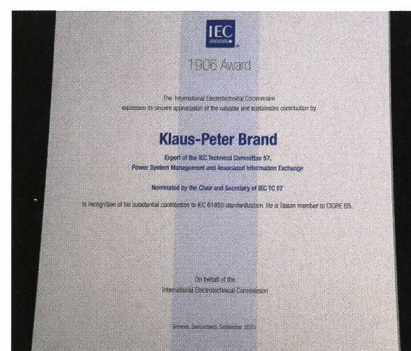 IEC
1906 Award
The International Electrotechnical Commission
expresses its sincere appreciation of the valuable and sustainable contribution by
Klaus-Peter Brand
Expert of the IEC Technical Committee 57,
Power System Management and Associated Information Exchange
Nominated by the Chair and Secretary of IEC TC 57
In recognition of his substantial contribution to IEC 61850 standardization. He is liaison member to CIGRE B5.
On behalf of the
International Electrotechnical Commission
Geneva, Switzerland, September